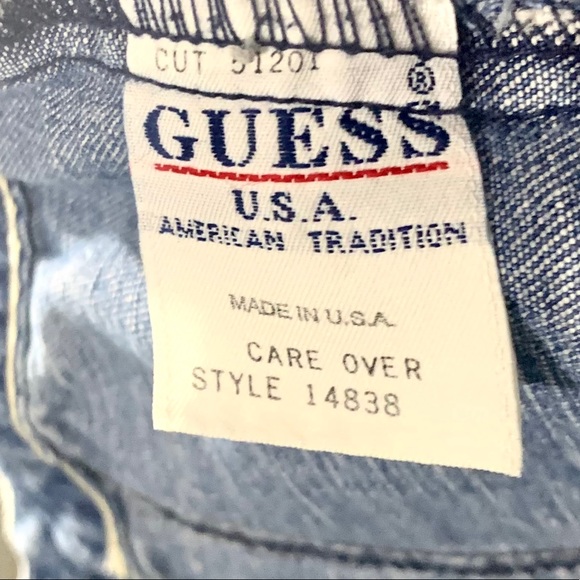 CUT 51201
®
GUESS
U.S.A.
AMERICAN TRADITION
MADE IN U.S.A.
CARE OVER
STYLE 14838